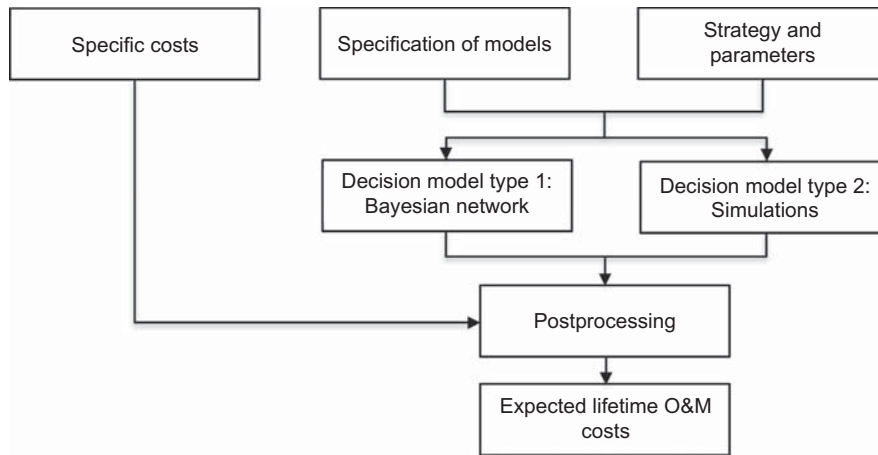 Specific costs
Specification of models
Strategy and
parameters
Decision model type 1:
Bayesian network
Decision model type 2:
Simulations
Postprocessing
Expected lifetime O&M
costs